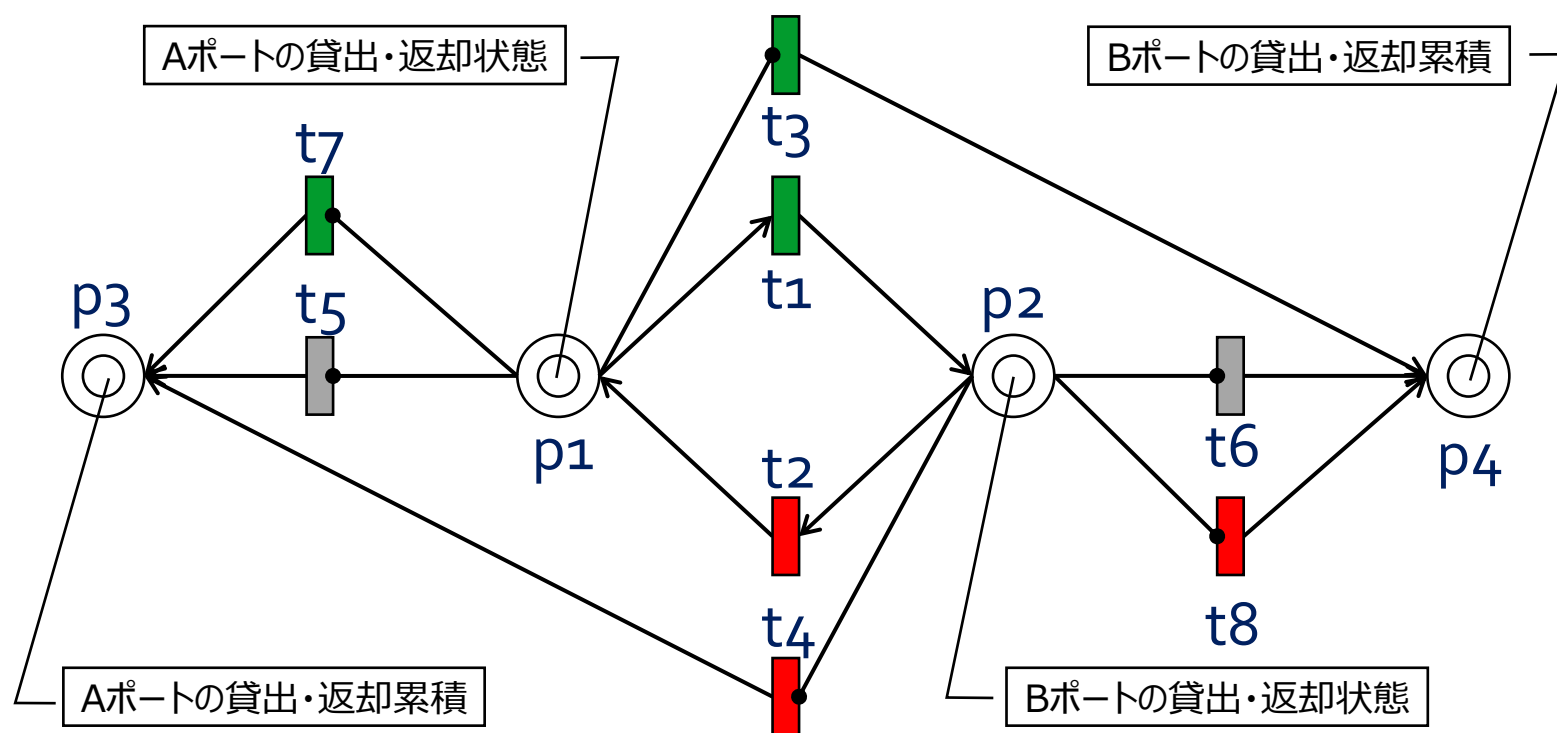 Aポートの貸出・返却状態
Bポートの貸出・返却累積
t3
t7
t1
p3
t5
p2
p1
t2
t6
p4
t4
t8
Aポートの貸出・返却累積
Bポートの貸出・返却状態